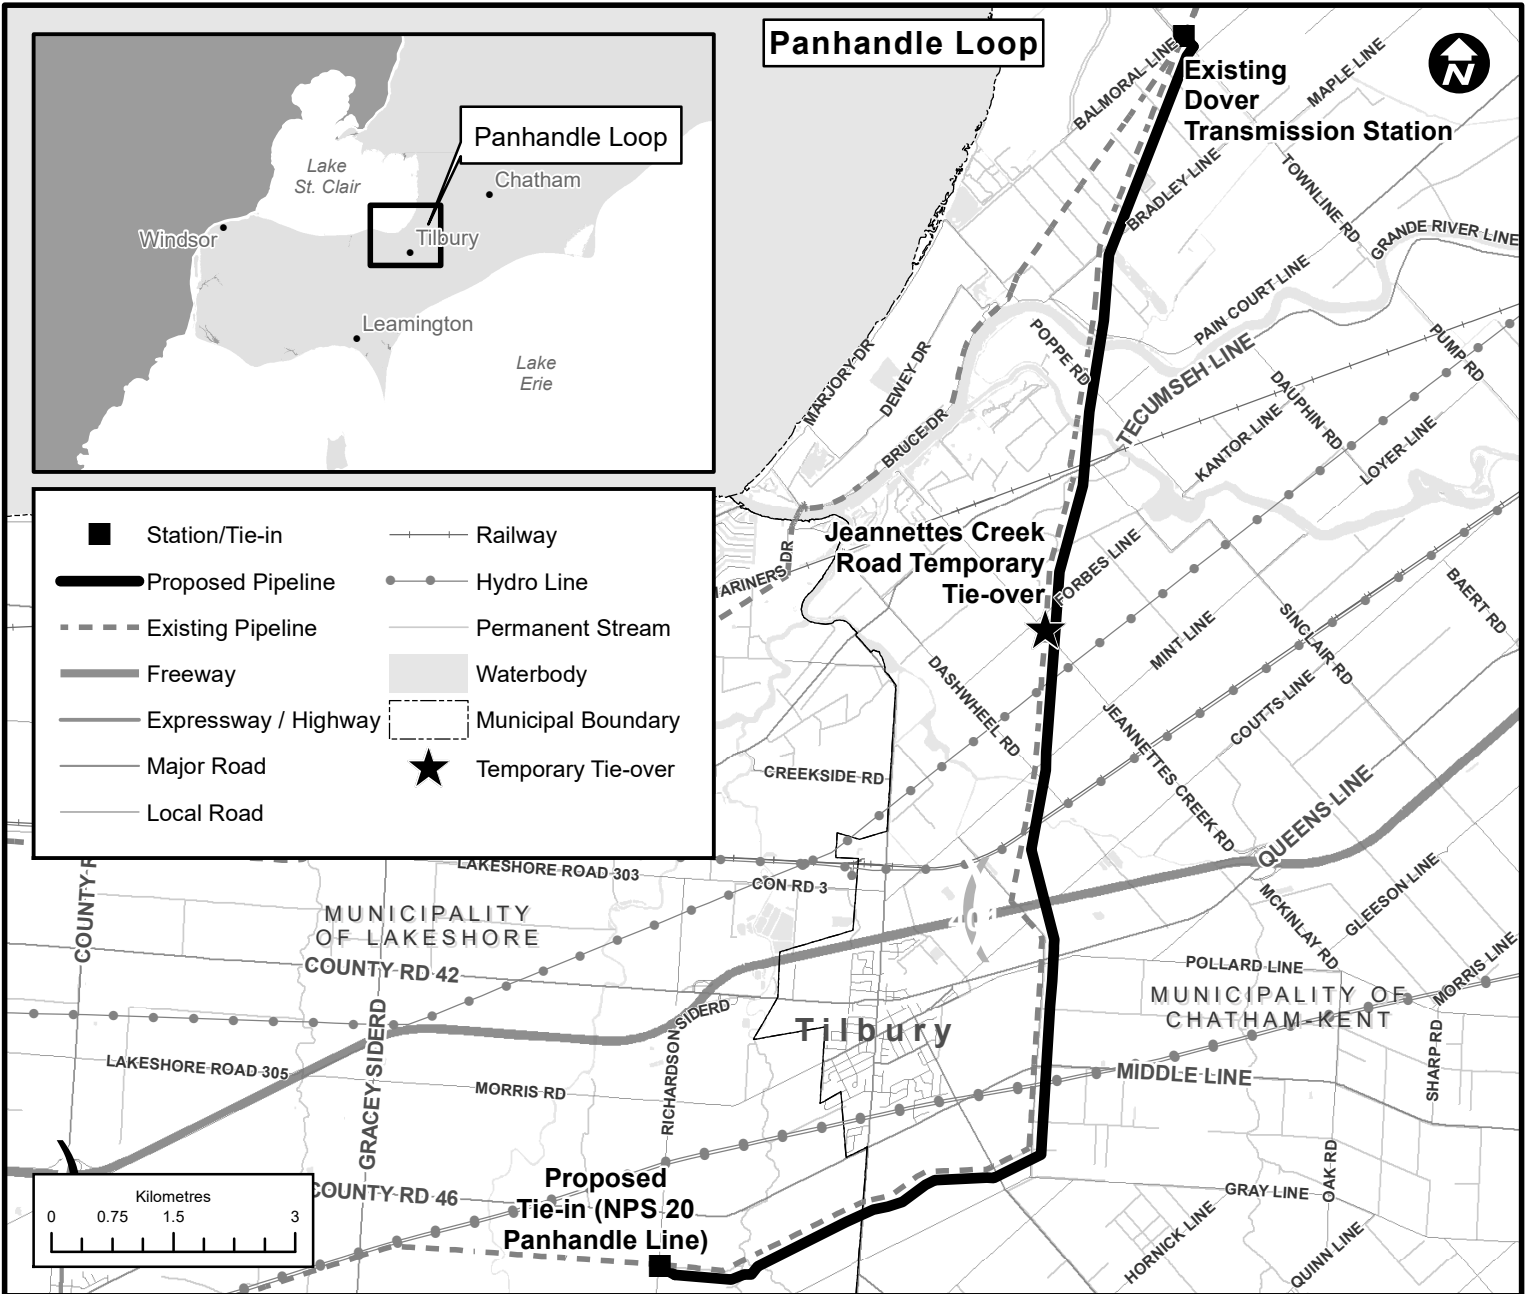 Panhandle Loop
N
Existing
Dover
Transmission Station
BALMORAL LINE
MAPLE LINE
BRADLEY LINE
TOWNLINE RD
GRANDE RIVER LINE
PAIN COURT LINE
Panhandle Loop
Lake
St. Clair
Chatham
Windsor
Tilbury
Leamington
Lake
Erie
POPPE RD
TECUMSEH LINE
PUMP RD
MARJORY DR
DEWEY DR
BRUCE DR
DAUPHIN RD
KANTOR LINE
LOYER LINE
Station/Tie-in
Proposed Pipeline
Existing Pipeline
Freeway
Expressway / Highway
Major Road
Local Road
Railway
Hydro Line
Permanent Stream
Waterbody
Municipal Boundary
Temporary Tie-over
Jeannettes Creek
Road Temporary
Tie-over
ARINERS DR
FORBES LINE
BAERT RD
SINCLAIR RD
MINT LINE
DASHWHEEL RD
COUTTS LINE
JEANNETTES CREEK RD
CREEKSIDE RD
QUEENS LINE
LAKESHORE ROAD 303
CON RD 3
COUNTY R
MUNICIPALITY
OF LAKESHORE
401
GLEESON LINE
MCKINLAY RD
COUNTY RD 42
POLLARD LINE
MORRIS LINE
MUNICIPALITY OF
CHATHAM-KENT
GRACEY SIDERD
RICHARDSON SIDERD
Tilbury
LAKESHORE ROAD 305
MORRIS RD
MIDDLE LINE
SHARP RD
OAK RD
Kilometres
0 0.75 1.5 3
COUNTY RD 46
Proposed
Tie-in (NPS 20
Panhandle Line)
GRAY LINE
HORNICK LINE
QUINN LINE